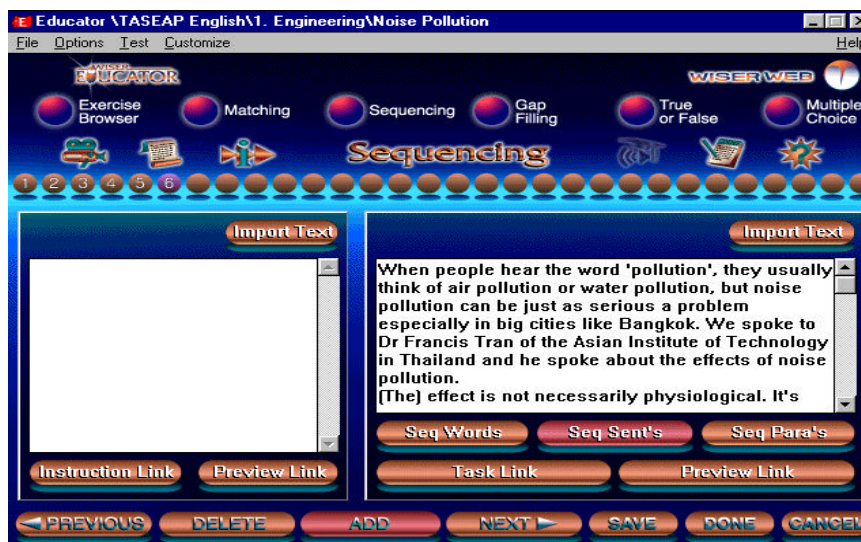 Educator \TASEAP English\1. Engineering\Noise Pollution
File Options Test Customize Help
WISER
EDUCATOR
WISER WEB
Exercise
Browser
Matching
Sequencing
Gap
Filling
True
or False
Multiple
Choice
Sequencing
1 2 3 4 5 6
Import Text
Import Text
When people hear the word 'pollution', they usually
think of air pollution or water pollution, but noise
pollution can be just as serious a problem
especially in big cities like Bangkok. We spoke to
Dr Francis Tran of the Asian Institute of Technology
in Thailand and he spoke about the effects of noise
pollution.
(The) effect is not necessarily physiological. It's
Seq Words Seq Sent's Seq Para's
Instruction Link Preview Link Task Link Preview Link
PREVIOUS DELETE ADD NEXT SAVE DONE CANCEL